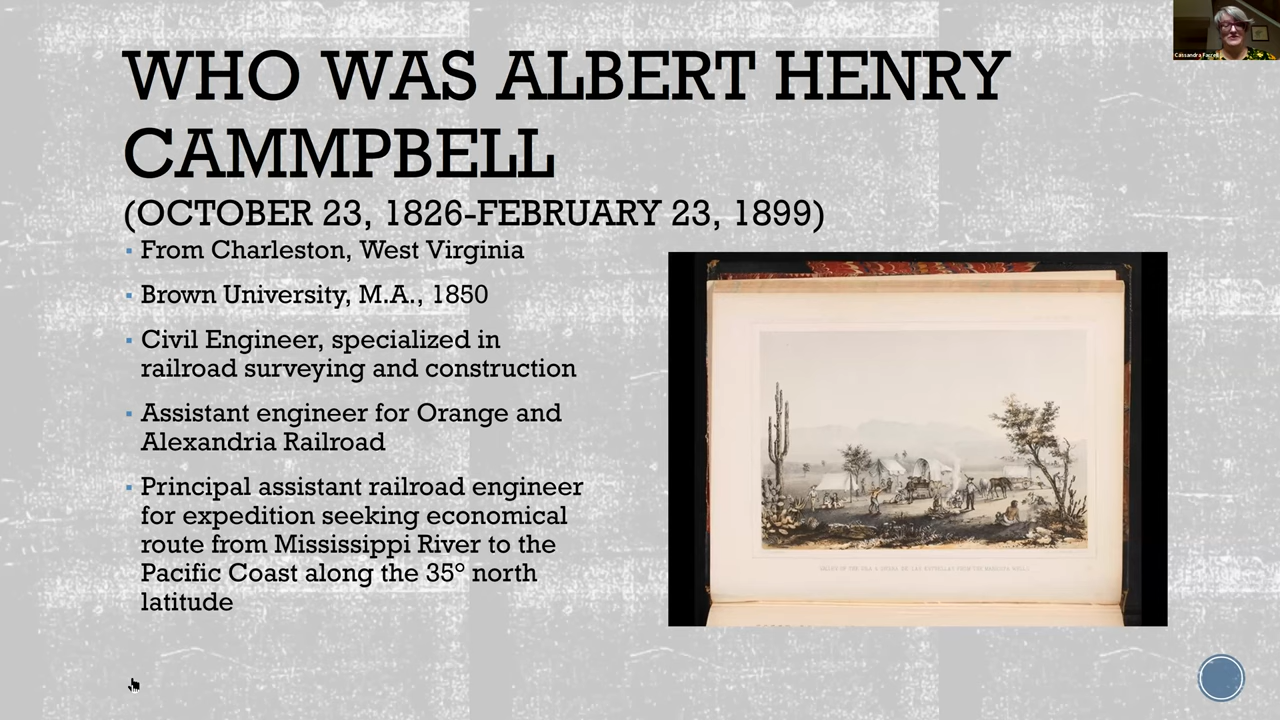 WHO WAS ALBERT HENRY
CAMMPBELL
(OCTOBER 23, 1826-FEBRUARY 23, 1899)
▪ From Charleston, West Virginia
▪ Brown University, M.A., 1850
▪ Civil Engineer, specialized in
railroad surveying and construction
▪ Assistant engineer for Orange and
Alexandria Railroad
▪ Principal assistant railroad engineer
for expedition seeking economical
route from Mississippi River to the
Pacific Coast along the 35° north
latitude
Cassandra